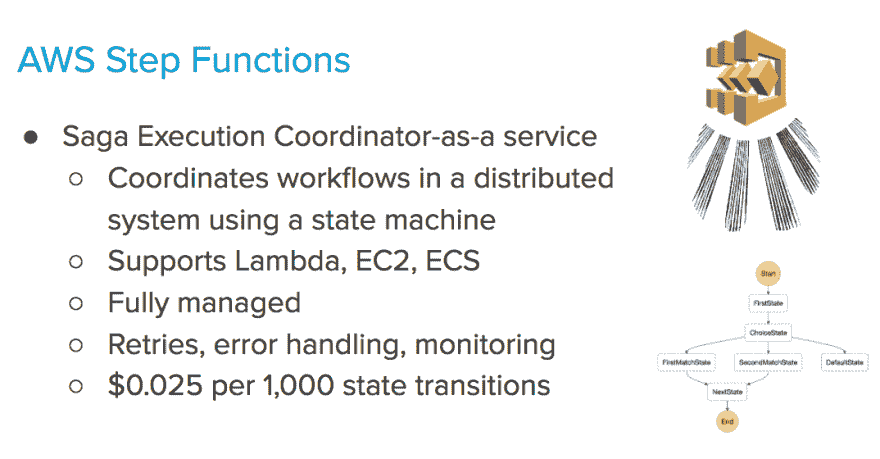 AWS Step Functions
● Saga Execution Coordinator-as-a service
○ Coordinates workflows in a distributed
system using a state machine
○ Supports Lambda, EC2, ECS
○ Fully managed
○ Retries, error handling, monitoring
○ $0.025 per 1,000 state transitions
Start
FirstState
ChoiceState
FirstMatchState SecondMatchState DefaultState
NextState
End